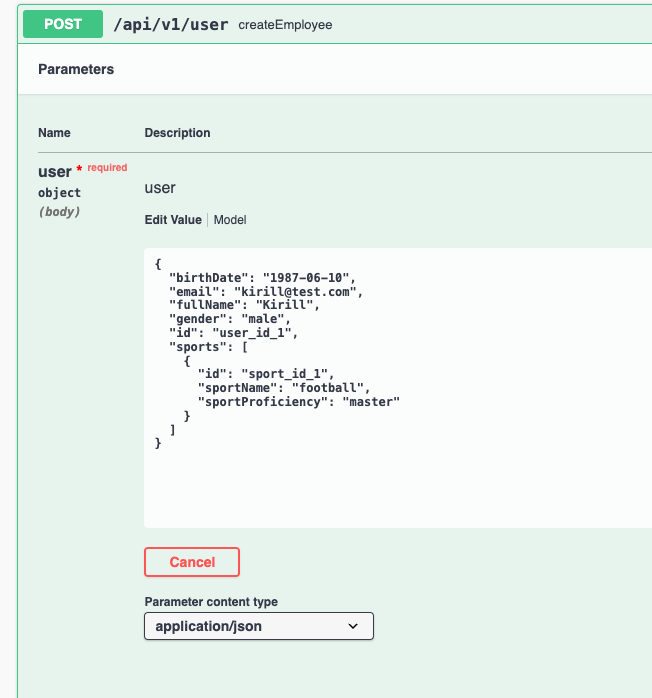 POST /api/v1/user createEmployee
Parameters
Name Description
user * required
object
(body)
user
Edit Value Model
{
"birthDate": "1987-06-10",
"email": "kirill@test.com",
"fullName": "Kirill",
"gender": "male",
"id": "user_id_1",
"sports": [
{
"id": "sport_id_1",
"sportName": "football",
"sportProficiency": "master"
}
]
}
Cancel
Parameter content type
application/json